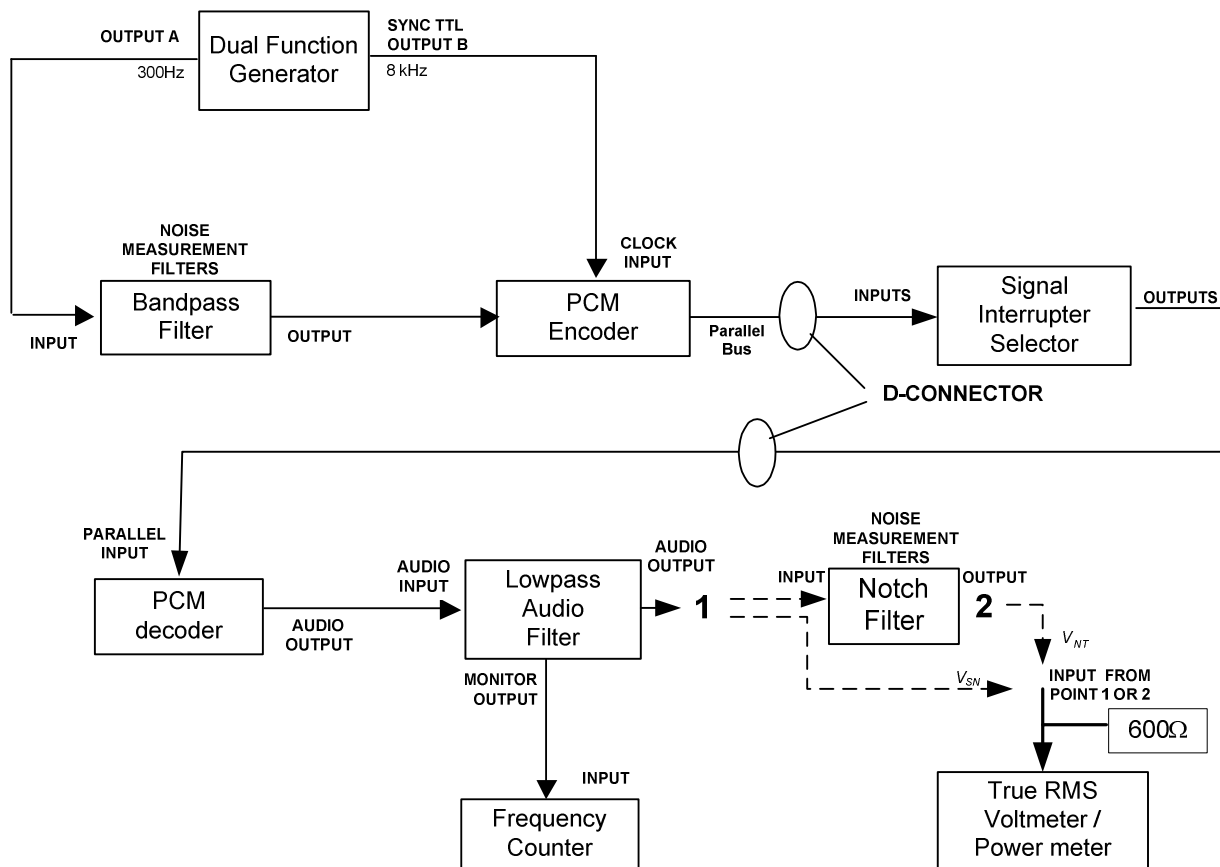 OUTPUT A
300Hz
Dual Function
Generator
SYNC TTL
OUTPUT B
8 kHz
NOISE
MEASUREMENT
FILTERS
INPUT
Bandpass
Filter
OUTPUT
CLOCK
INPUT
PCM
Encoder
Parallel
Bus
INPUTS
Signal
Interrupter
Selector
OUTPUTS
D-CONNECTOR
PARALLEL
INPUT
PCM
decoder
AUDIO
OUTPUT
AUDIO
INPUT
Lowpass
Audio
Filter
AUDIO
OUTPUT
1
MONITOR
OUTPUT
INPUT
Frequency
Counter
NOISE
MEASUREMENT
FILTERS
INPUT
Notch
Filter
OUTPUT
2
VNT
VSN
INPUT FROM
POINT 1 OR 2
600Ω
True RMS
Voltmeter /
Power meter